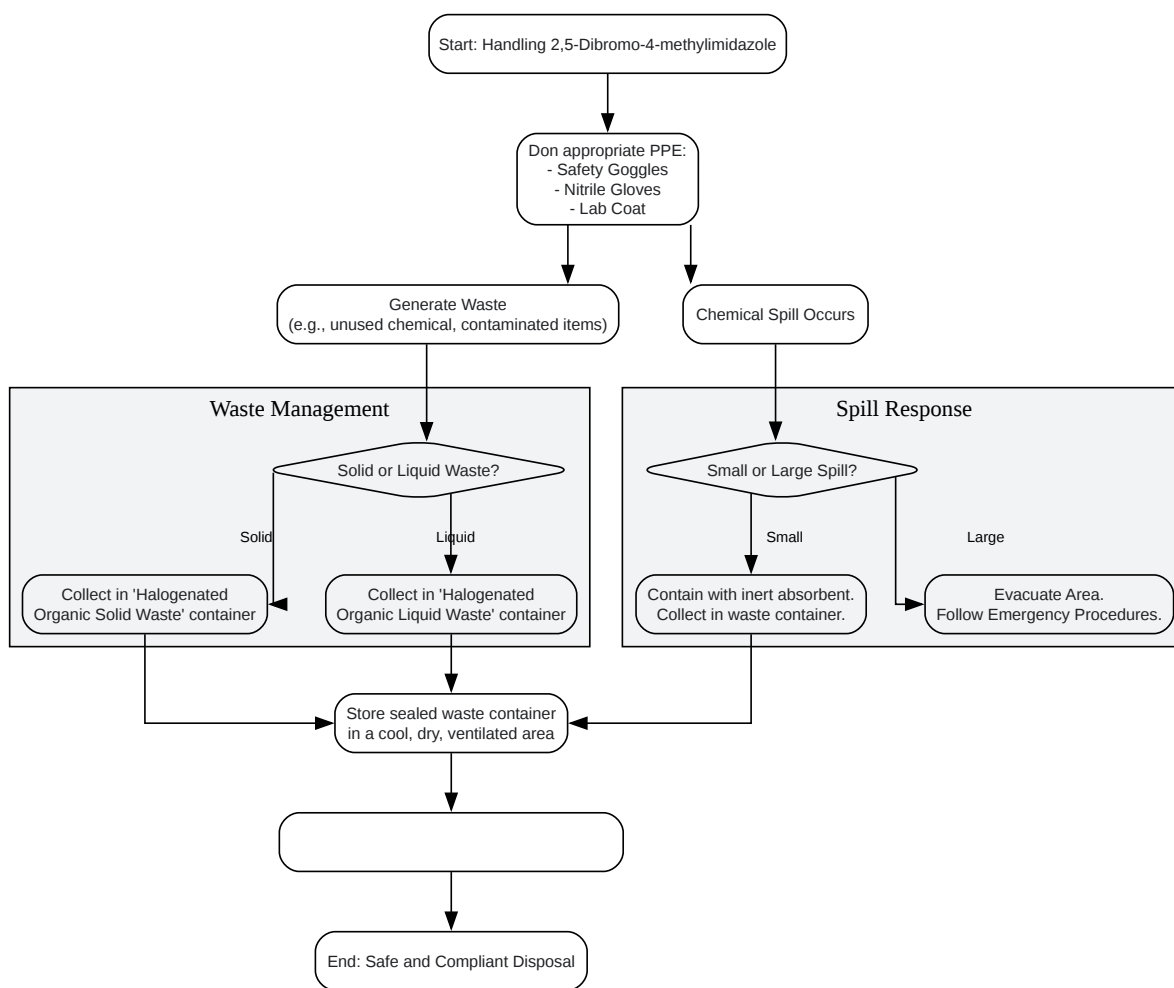 Start: Handling 2,5-Dibromo-4-methylimidazole
Don appropriate PPE:
- Safety Goggles
- Nitrile Gloves
- Lab Coat
Generate Waste
(e.g., unused chemical, contaminated items)
Chemical Spill Occurs
Waste Management
Solid or Liquid Waste?
Solid
Liquid
Collect in 'Halogenated
Organic Solid Waste' container
Collect in 'Halogenated
Organic Liquid Waste' container
Spill Response
Small or Large Spill?
Small
Large
Contain with inert absorbent.
Collect in waste container.
Evacuate Area.
Follow Emergency Procedures.
Store sealed waste container
in a cool, dry, ventilated area
End: Safe and Compliant Disposal